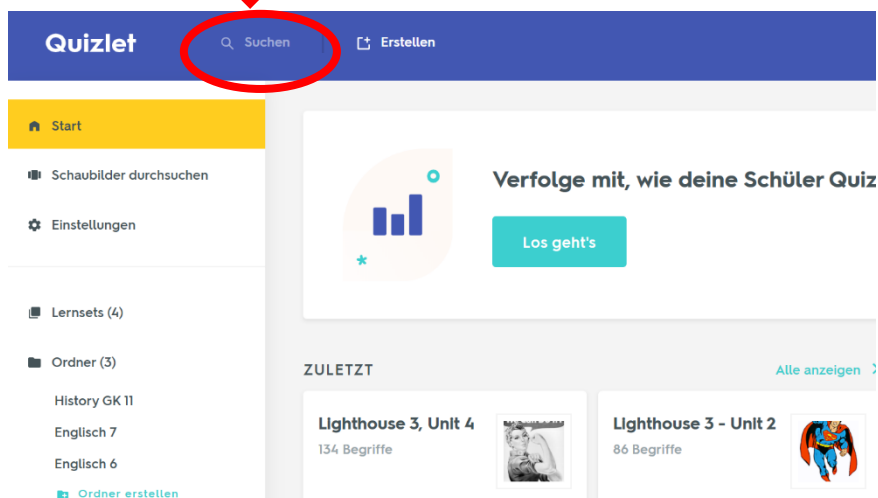 Quizlet
Suchen
Erstellen
Start
Schaubilder durchsuchen
Einstellungen
Lernsets (4)
Ordner (3)
History GK 11
Englisch 7
Englisch 6
Ordner erstellen
Verfolge mit, wie deine Schüler Quiz
Los geht's
ZULETZT
Alle anzeigen
Lighthouse 3, Unit 4
134 Begriffe
Lighthouse 3 - Unit 2
86 Begriffe